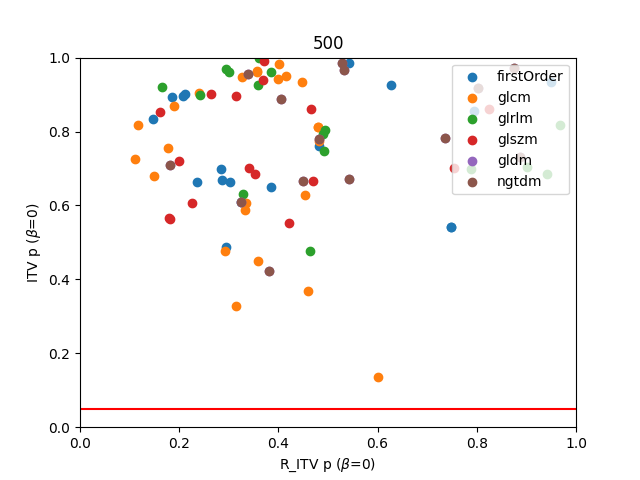 500
1.0
0.8
0.6
0.4
0.2
0.0
ITV p (β=0)
0.0 0.2 0.4 0.6 0.8 1.0
R_ITV p (β=0)
firstOrder
glcm
glrlm
glszm
gldm
ngtdm